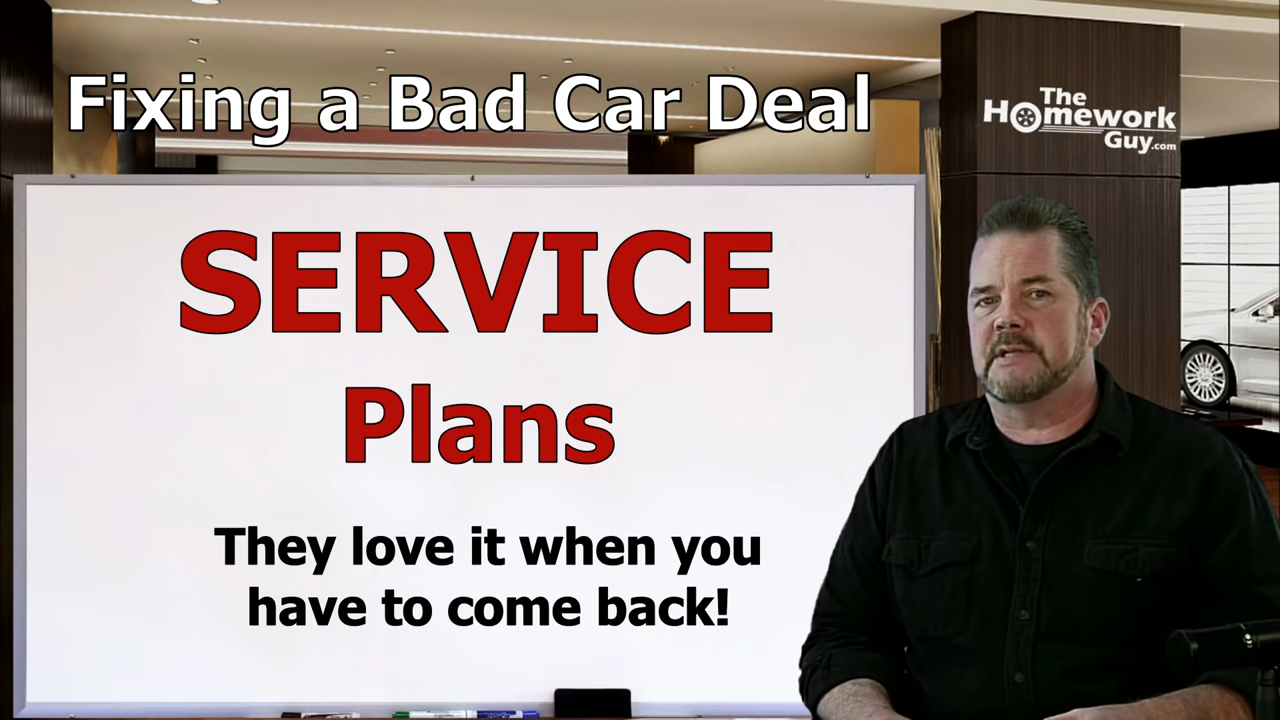 Fixing a Bad Car Deal
The
Homework
Guy.com
SERVICE
Plans
They love it when you
have to come back!